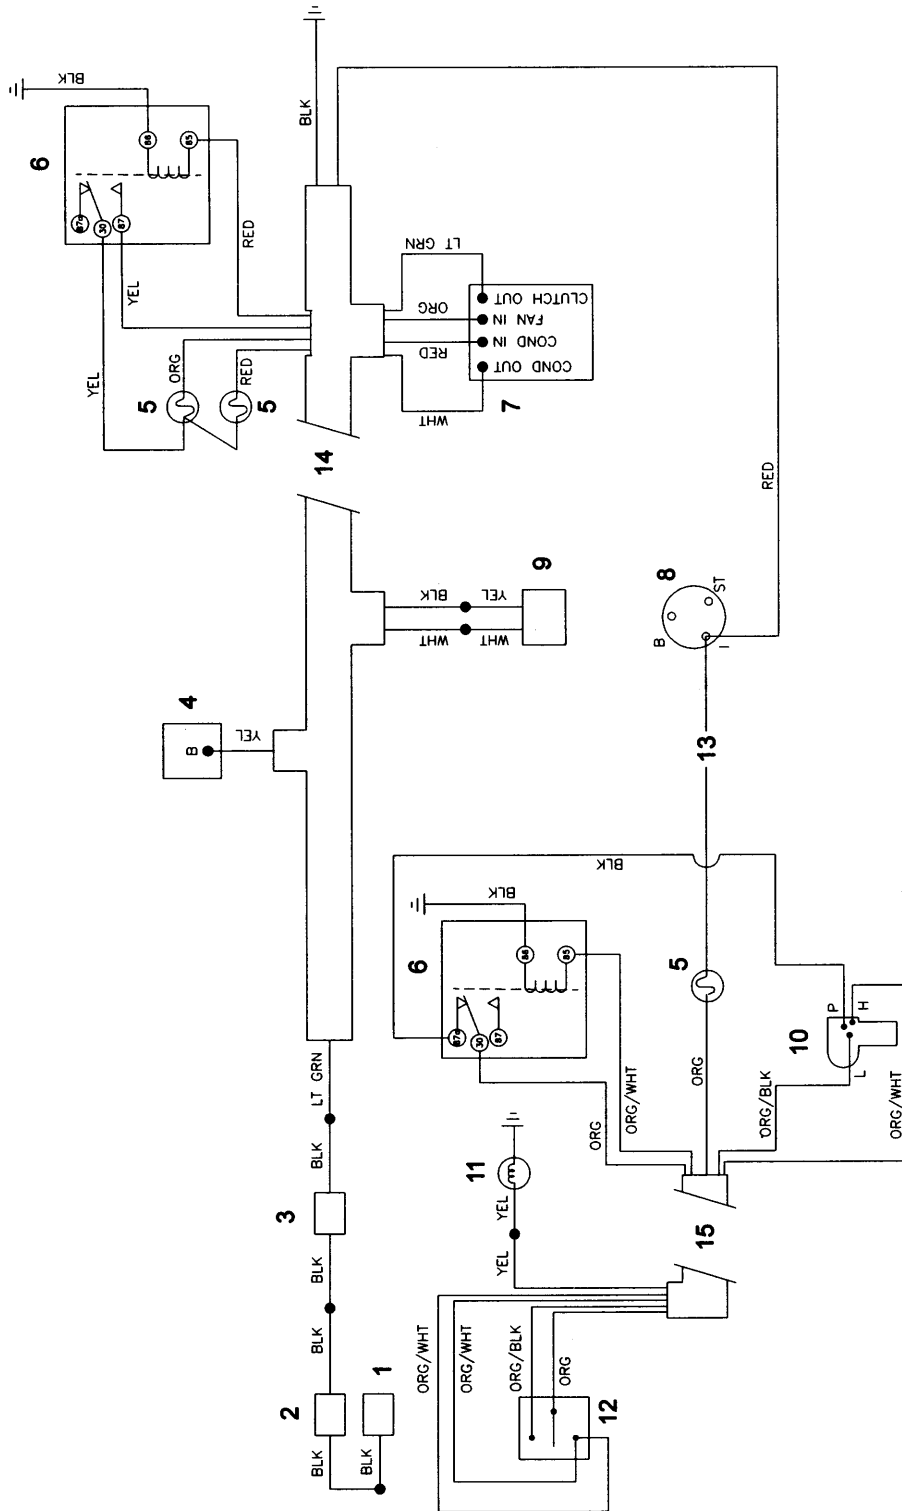 BLK
6
86
85
87a
30
87
YEL
RED
YEL
ORG
RED
5
5
BLK
14
LT GRN
ORG
RED
WHT
CLUTCH OUT
FAN IN
COND IN
COND OUT
7
RED
4
B
YEL
BLK
YEL
WHT
WHT
9
8
B
ST
I
13
BLK
BLK
6
86
85
87a
30
87
5
ORG
ORG
ORG/WHT
ORG/BLK
ORG/WHT
10
P
H
L
LT GRN
BLK
3
BLK
BLK
2
1
BLK
BLK
11
YEL
YEL
15
ORG/WHT
ORG/WHT
ORG/BLK
ORG
12